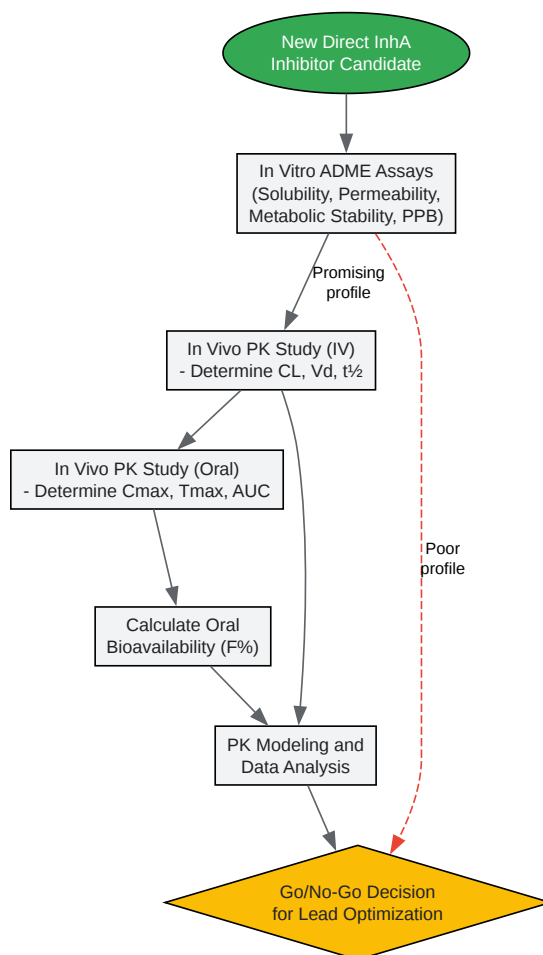 New Direct InhA
Inhibitor Candidate
In Vitro ADME Assays
(Solubility, Permeability,
Metabolic Stability, PPB)
Promising
profile
In Vivo PK Study (IV)
- Determine CL, Vd, t½
In Vivo PK Study (Oral)
- Determine Cmax, Tmax, AUC
Poor
profile
Calculate Oral
Bioavailability (F%)
PK Modeling and
Data Analysis
Go/No-Go Decision
for Lead Optimization